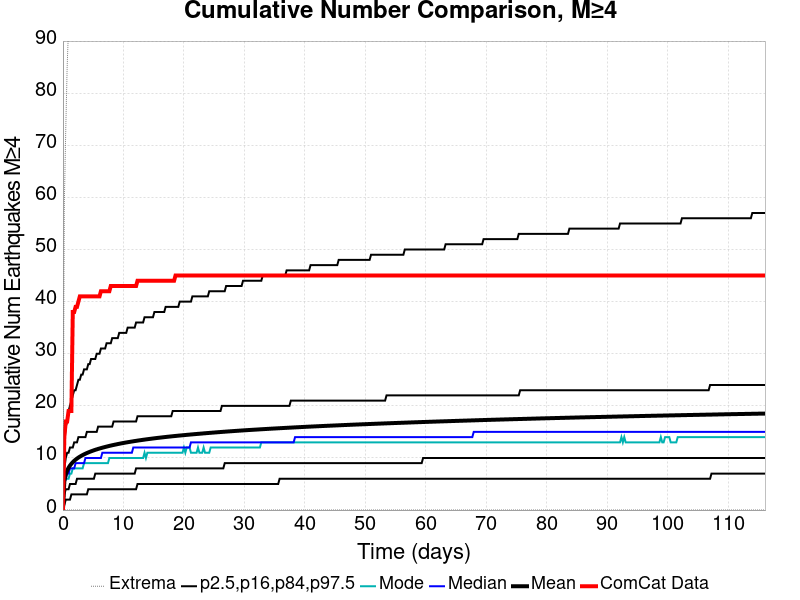 Cumulative Number Comparison, M≥4
Cumulative Num Earthquakes M≥4
90
80
70
60
50
40
30
20
10
0
0 10 20 30 40 50 60 70 80 90 100 110
Time (days)
Extrema p2.5,p16,p84,p97.5 Mode Median Mean ComCat Data